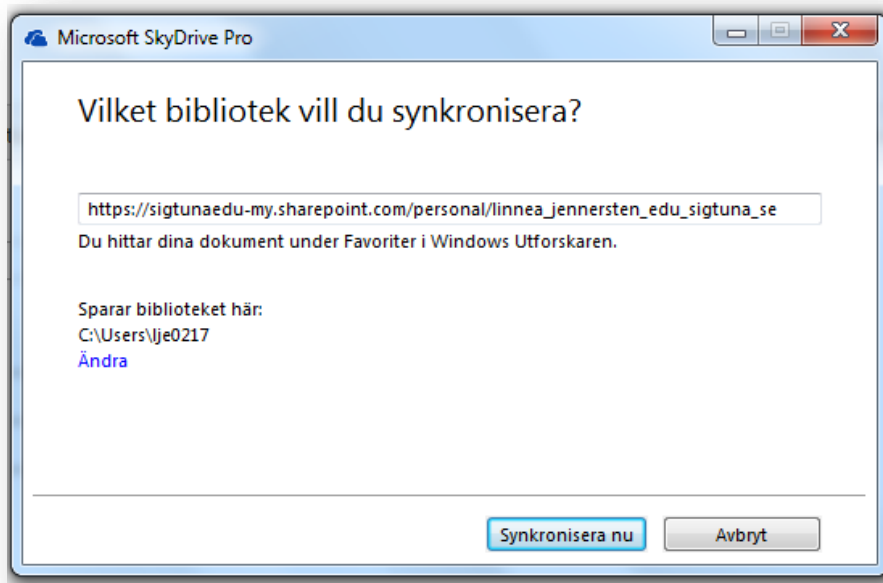 Microsoft SkyDrive Pro
Vilket bibliotek vill du synkronisera?
https://sigtunaedu-my.sharepoint.com/personal/linnea_jennersten_edu_sigtuna_se
Du hittar dina dokument under Favoriter i Windows Utforskaren.
Sparar biblioteket här:
C:\Users\lje0217
Ändra
Synkronisera nu Avbryt